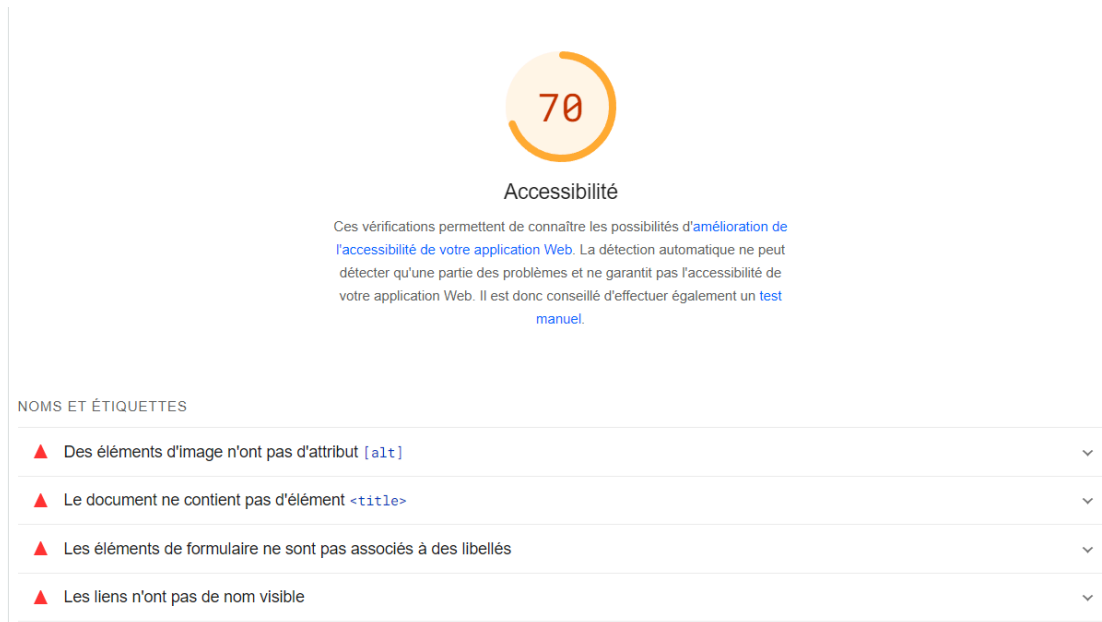 70
Accessibilité
Ces vérifications permettent de connaître les possibilités d'amélioration de
l'accessibilité de votre application Web. La détection automatique ne peut
détecter qu'une partie des problèmes et ne garantit pas l'accessibilité de
votre application Web. Il est donc conseillé d'effectuer également un test
manuel.
NOMS ET ÉTIQUETTES
Des éléments d'image n'ont pas d'attribut [alt]
Le document ne contient pas d'élément <title>
Les éléments de formulaire ne sont pas associés à des libellés
Les liens n'ont pas de nom visible